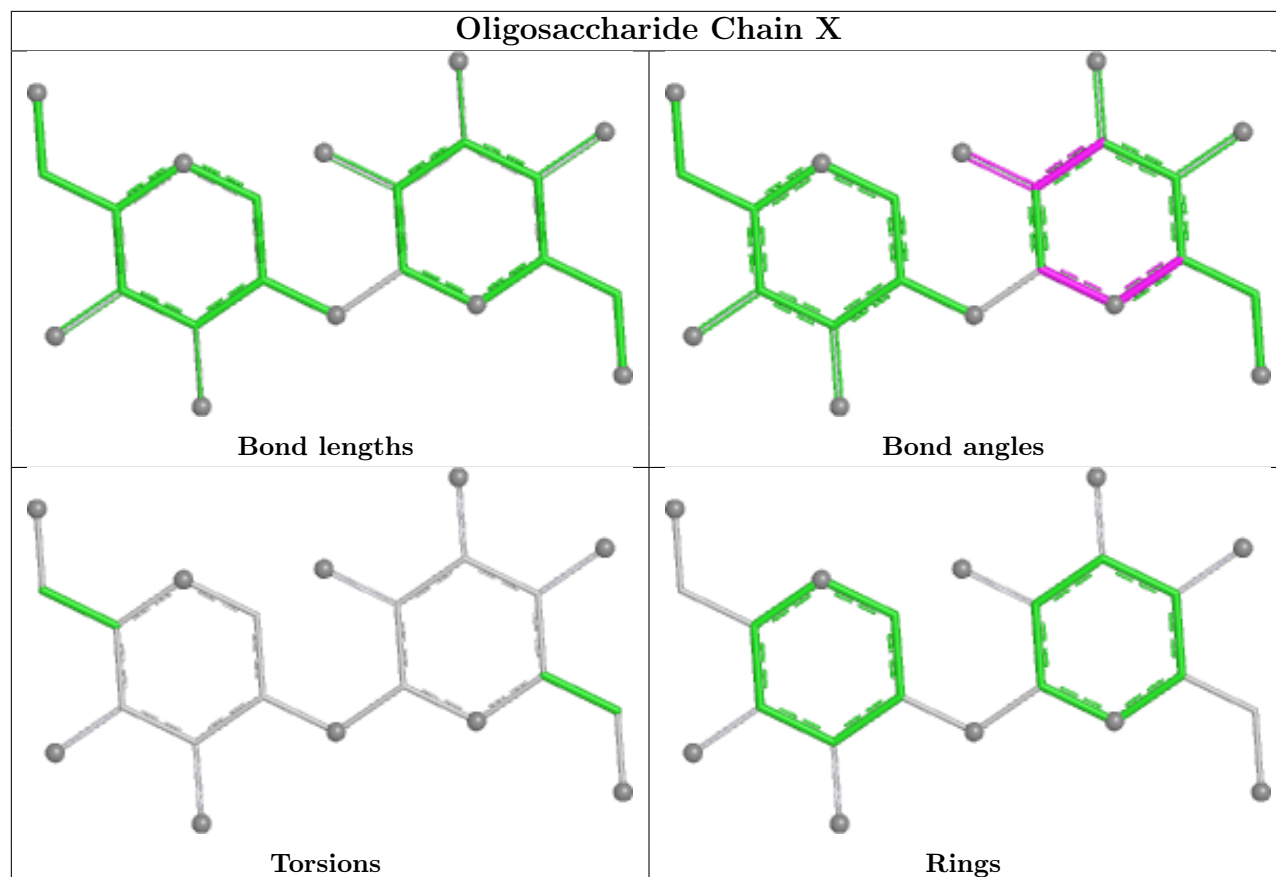 Oligosaccharide Chain X
Bond lengths
Bond angles
Torsions
Rings